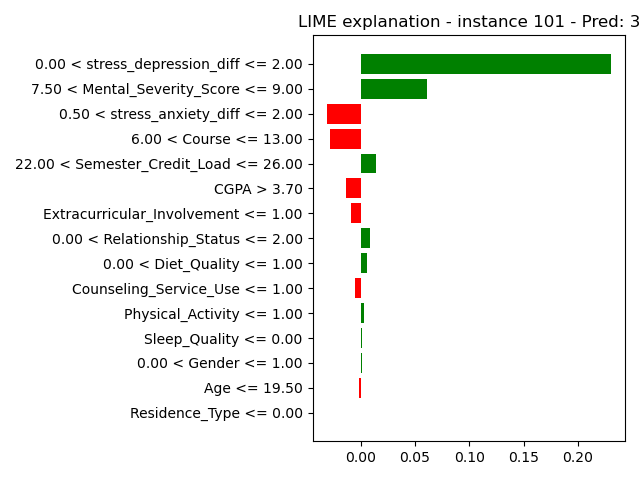 LIME explanation - instance 101 - Pred: 3
0.00 < stress_depression_diff <= 2.00
7.50 < Mental_Severity_Score <= 9.00
0.50 < stress_anxiety_diff <= 2.00
6.00 < Course <= 13.00
22.00 < Semester_Credit_Load <= 26.00
CGPA > 3.70
Extracurricular_Involvement <= 1.00
0.00 < Relationship_Status <= 2.00
0.00 < Diet_Quality <= 1.00
Counseling_Service_Use <= 1.00
Physical_Activity <= 1.00
Sleep_Quality <= 0.00
0.00 < Gender <= 1.00
Age <= 19.50
Residence_Type <= 0.00
0.00 0.05 0.10 0.15 0.20